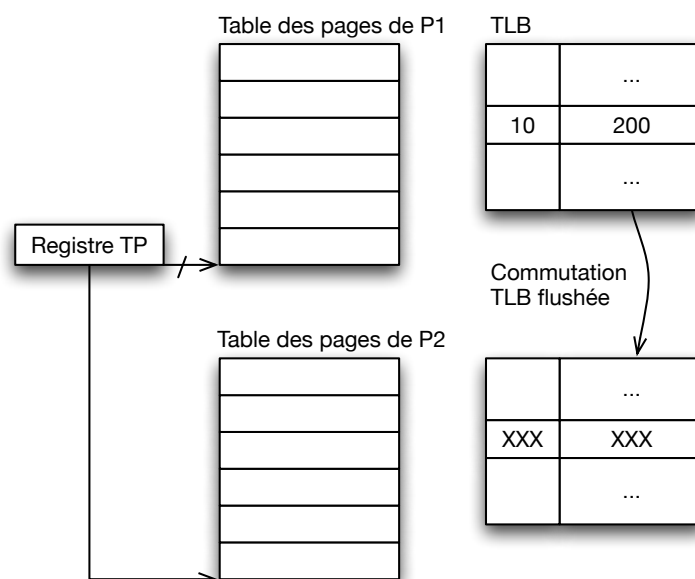 Table des pages de P1
TLB
...
10 200
...
Registre TP
Commutation
TLB flushée
Table des pages de P2
...
XXX XXX
...